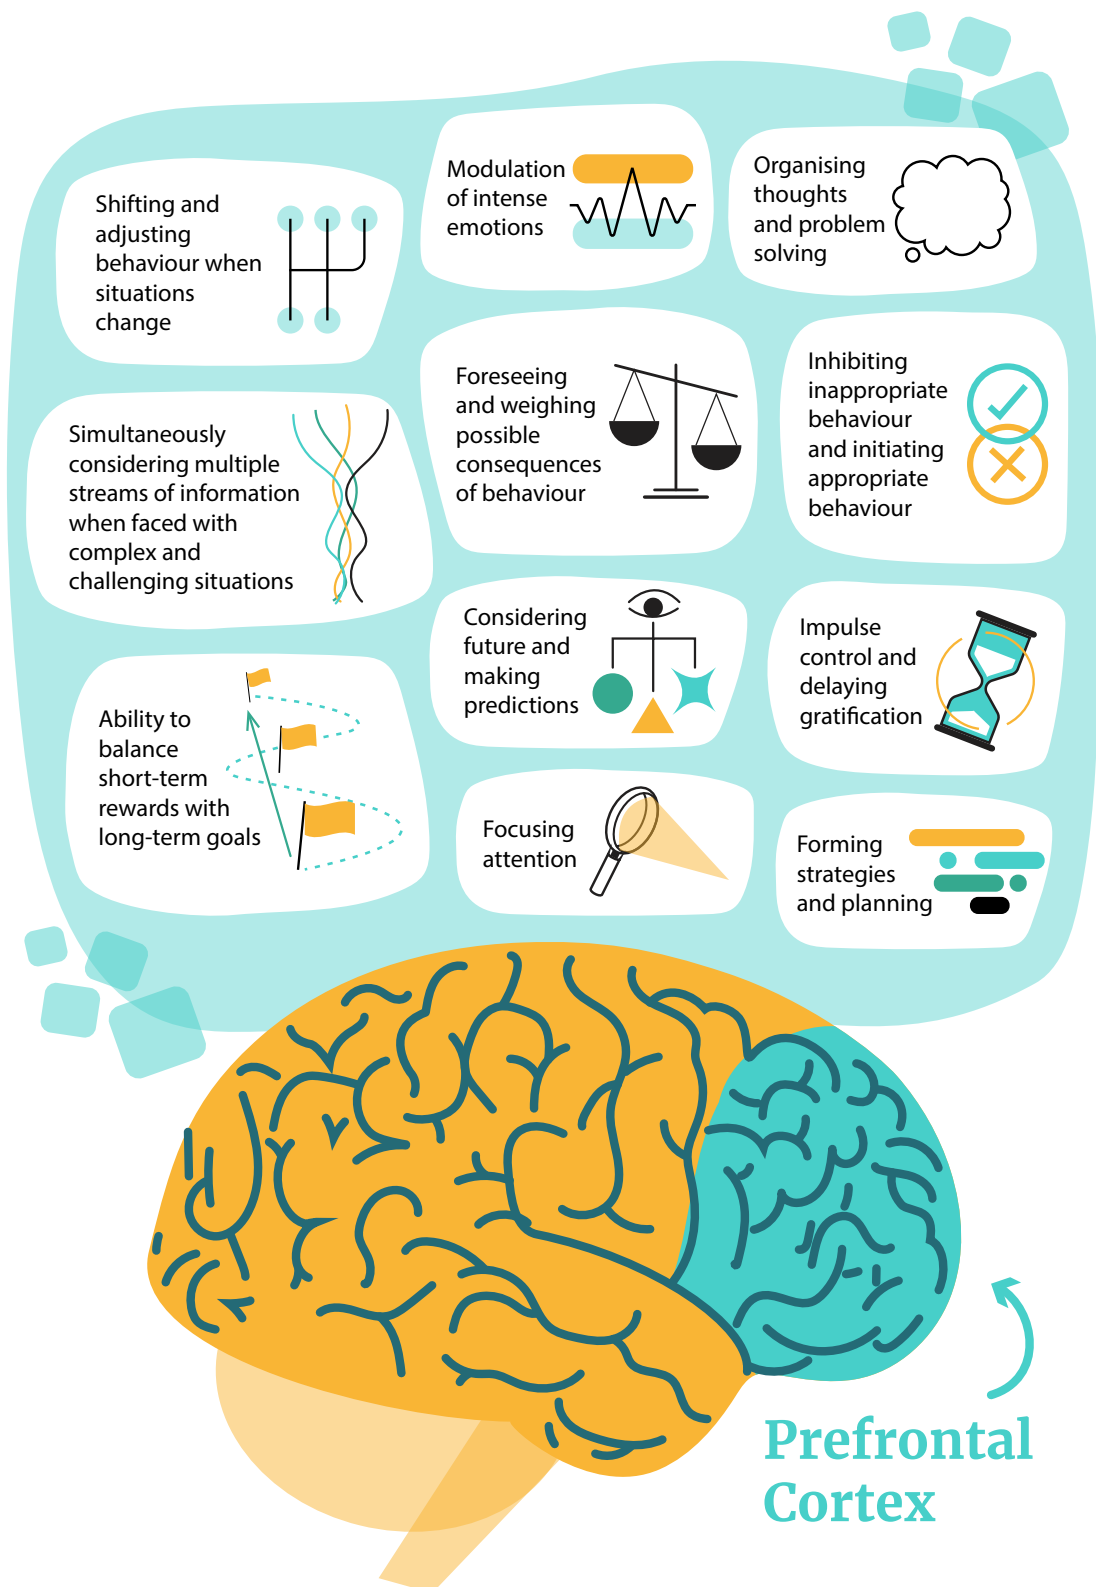 Shifting and
adjusting
behaviour when
situations
change
Modulation
of intense
emotions
Organising
thoughts
and problem
solving
Simultaneously
considering multiple
streams of information
when faced with
complex and
challenging situations
Foreseeing
and weighing
possible
consequences
of behaviour
Inhibiting
inappropriate
behaviour
and initiating
appropriate
behaviour
Considering
future and
making
predictions
Impulse
control and
delaying
gratification
Ability to
balance
short-term
rewards with
long-term goals
Focusing
attention
Forming
strategies
and planning
Prefrontal
Cortex